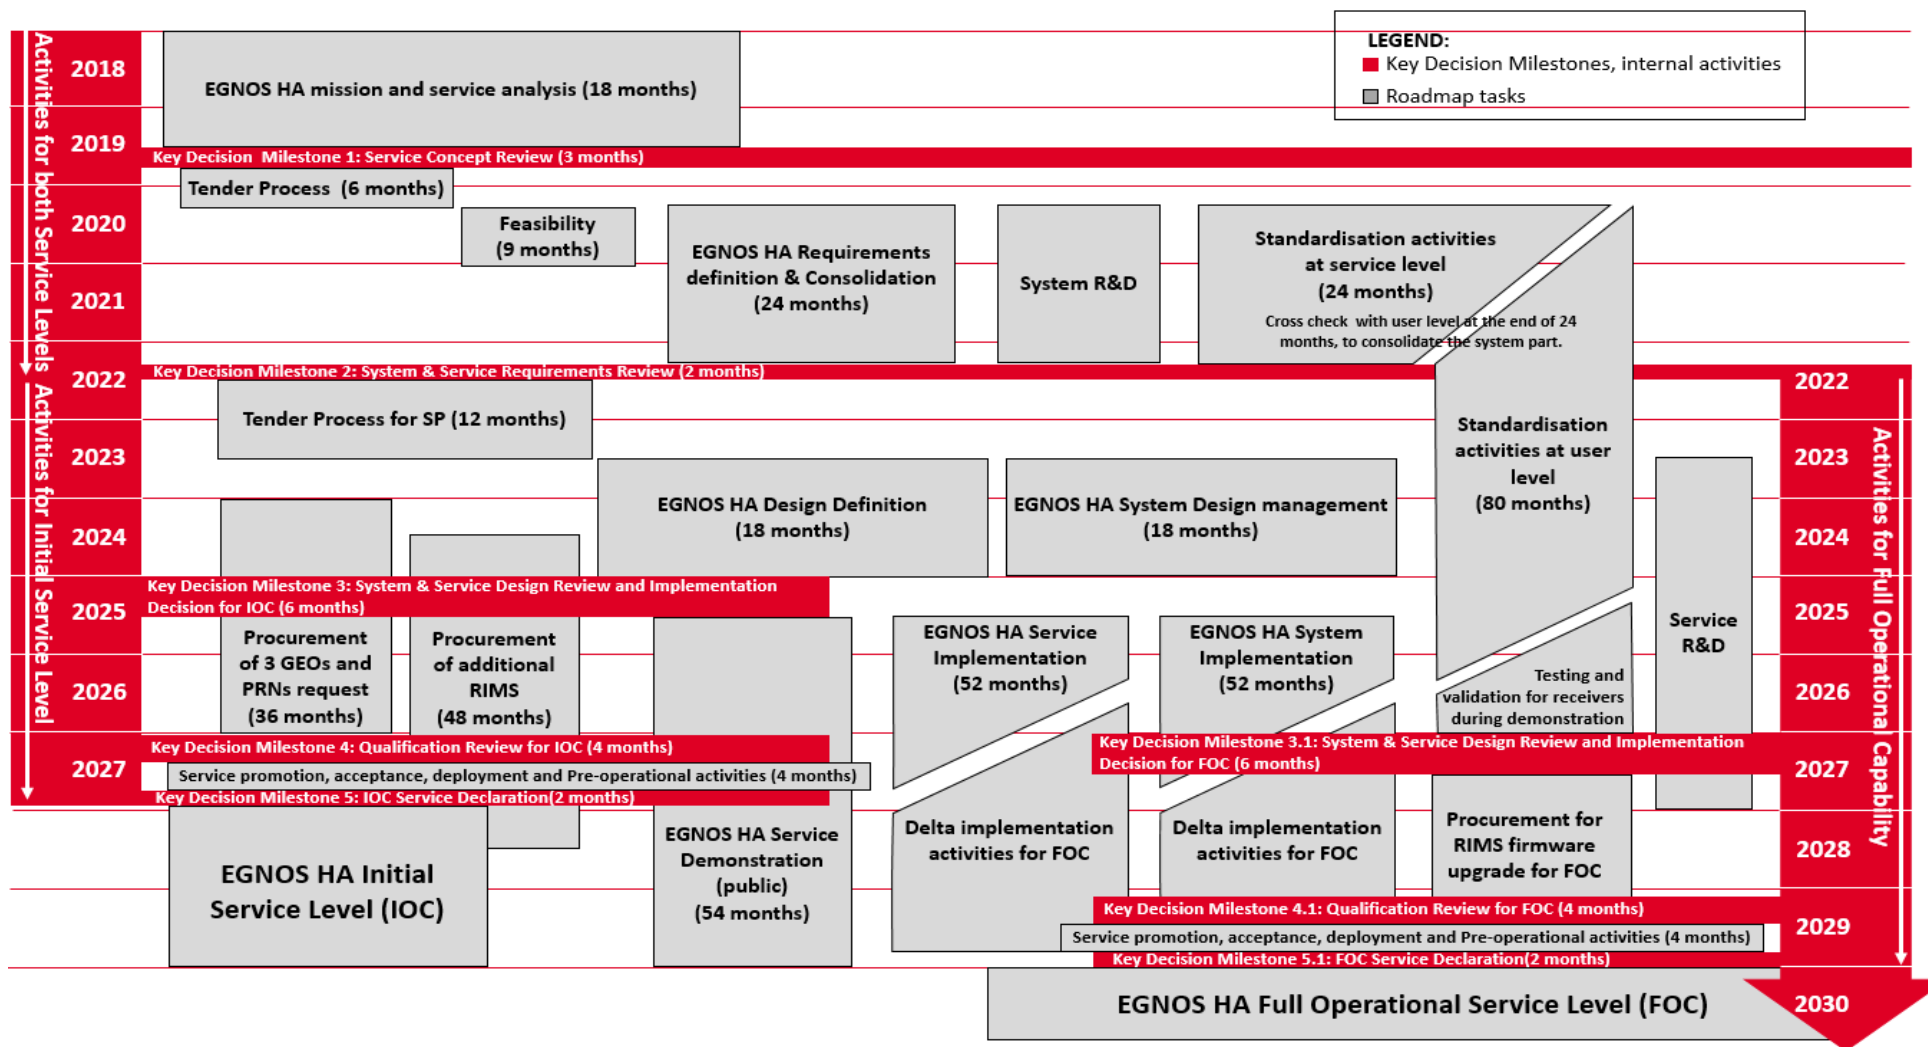 LEGEND:
Key Decision Milestones, internal activities
Roadmap tasks
Activities for both Service Levels
Activities for Initial Service Level
2018
2019
2020
2021
2022
2023
2024
2025
2026
2027
EGNOS HA mission and service analysis (18 months)
Key Decision  Milestone 1: Service Concept Review (3 months)
Tender Process  (6 months)
Feasibility
(9 months)
EGNOS HA Requirements
definition & Consolidation
(24 months)
System R&D
Standardisation activities
at service level
(24 months)
Cross check  with user level at the end of 24
months, to consolidate the system part.
Key Decision Milestone 2: System & Service Requirements Review (2 months)
Tender Process for SP (12 months)
EGNOS HA Design Definition
(18 months)
EGNOS HA System Design management
(18 months)
Standardisation
activities at user
level
(80 months)
Service
R&D
Key Decision Milestone 3: System & Service Design Review and Implementation
Decision for IOC (6 months)
Procurement
of 3 GEOs and
PRNs request
(36 months)
Procurement
of additional
RIMS
(48 months)
EGNOS HA Service
Implementation
(52 months)
EGNOS HA System
Implementation
(52 months)
Testing and
validation for receivers
during demonstration
Key Decision Milestone 4: Qualification Review for IOC (4 months)
Service promotion, acceptance, deployment and Pre-operational activities (4 months)
Key Decision Milestone 5: IOC Service Declaration(2 months)
Key Decision Milestone 3.1: System & Service Design Review and Implementation
Decision for FOC (6 months)
EGNOS HA Initial
Service Level (IOC)
EGNOS HA Service
Demonstration
(public)
(54 months)
Delta implementation
activities for FOC
Delta implementation
activities for FOC
Procurement for
RIMS firmware
upgrade for FOC
Key Decision Milestone 4.1: Qualification Review for FOC (4 months)
Service promotion, acceptance, deployment and Pre-operational activities (4 months)
Key Decision Milestone 5.1: FOC Service Declaration(2 months)
EGNOS HA Full Operational Service Level (FOC)
2022
2023
2024
2025
2026
2027
2028
2029
2030
Activities for Full Operational Capability